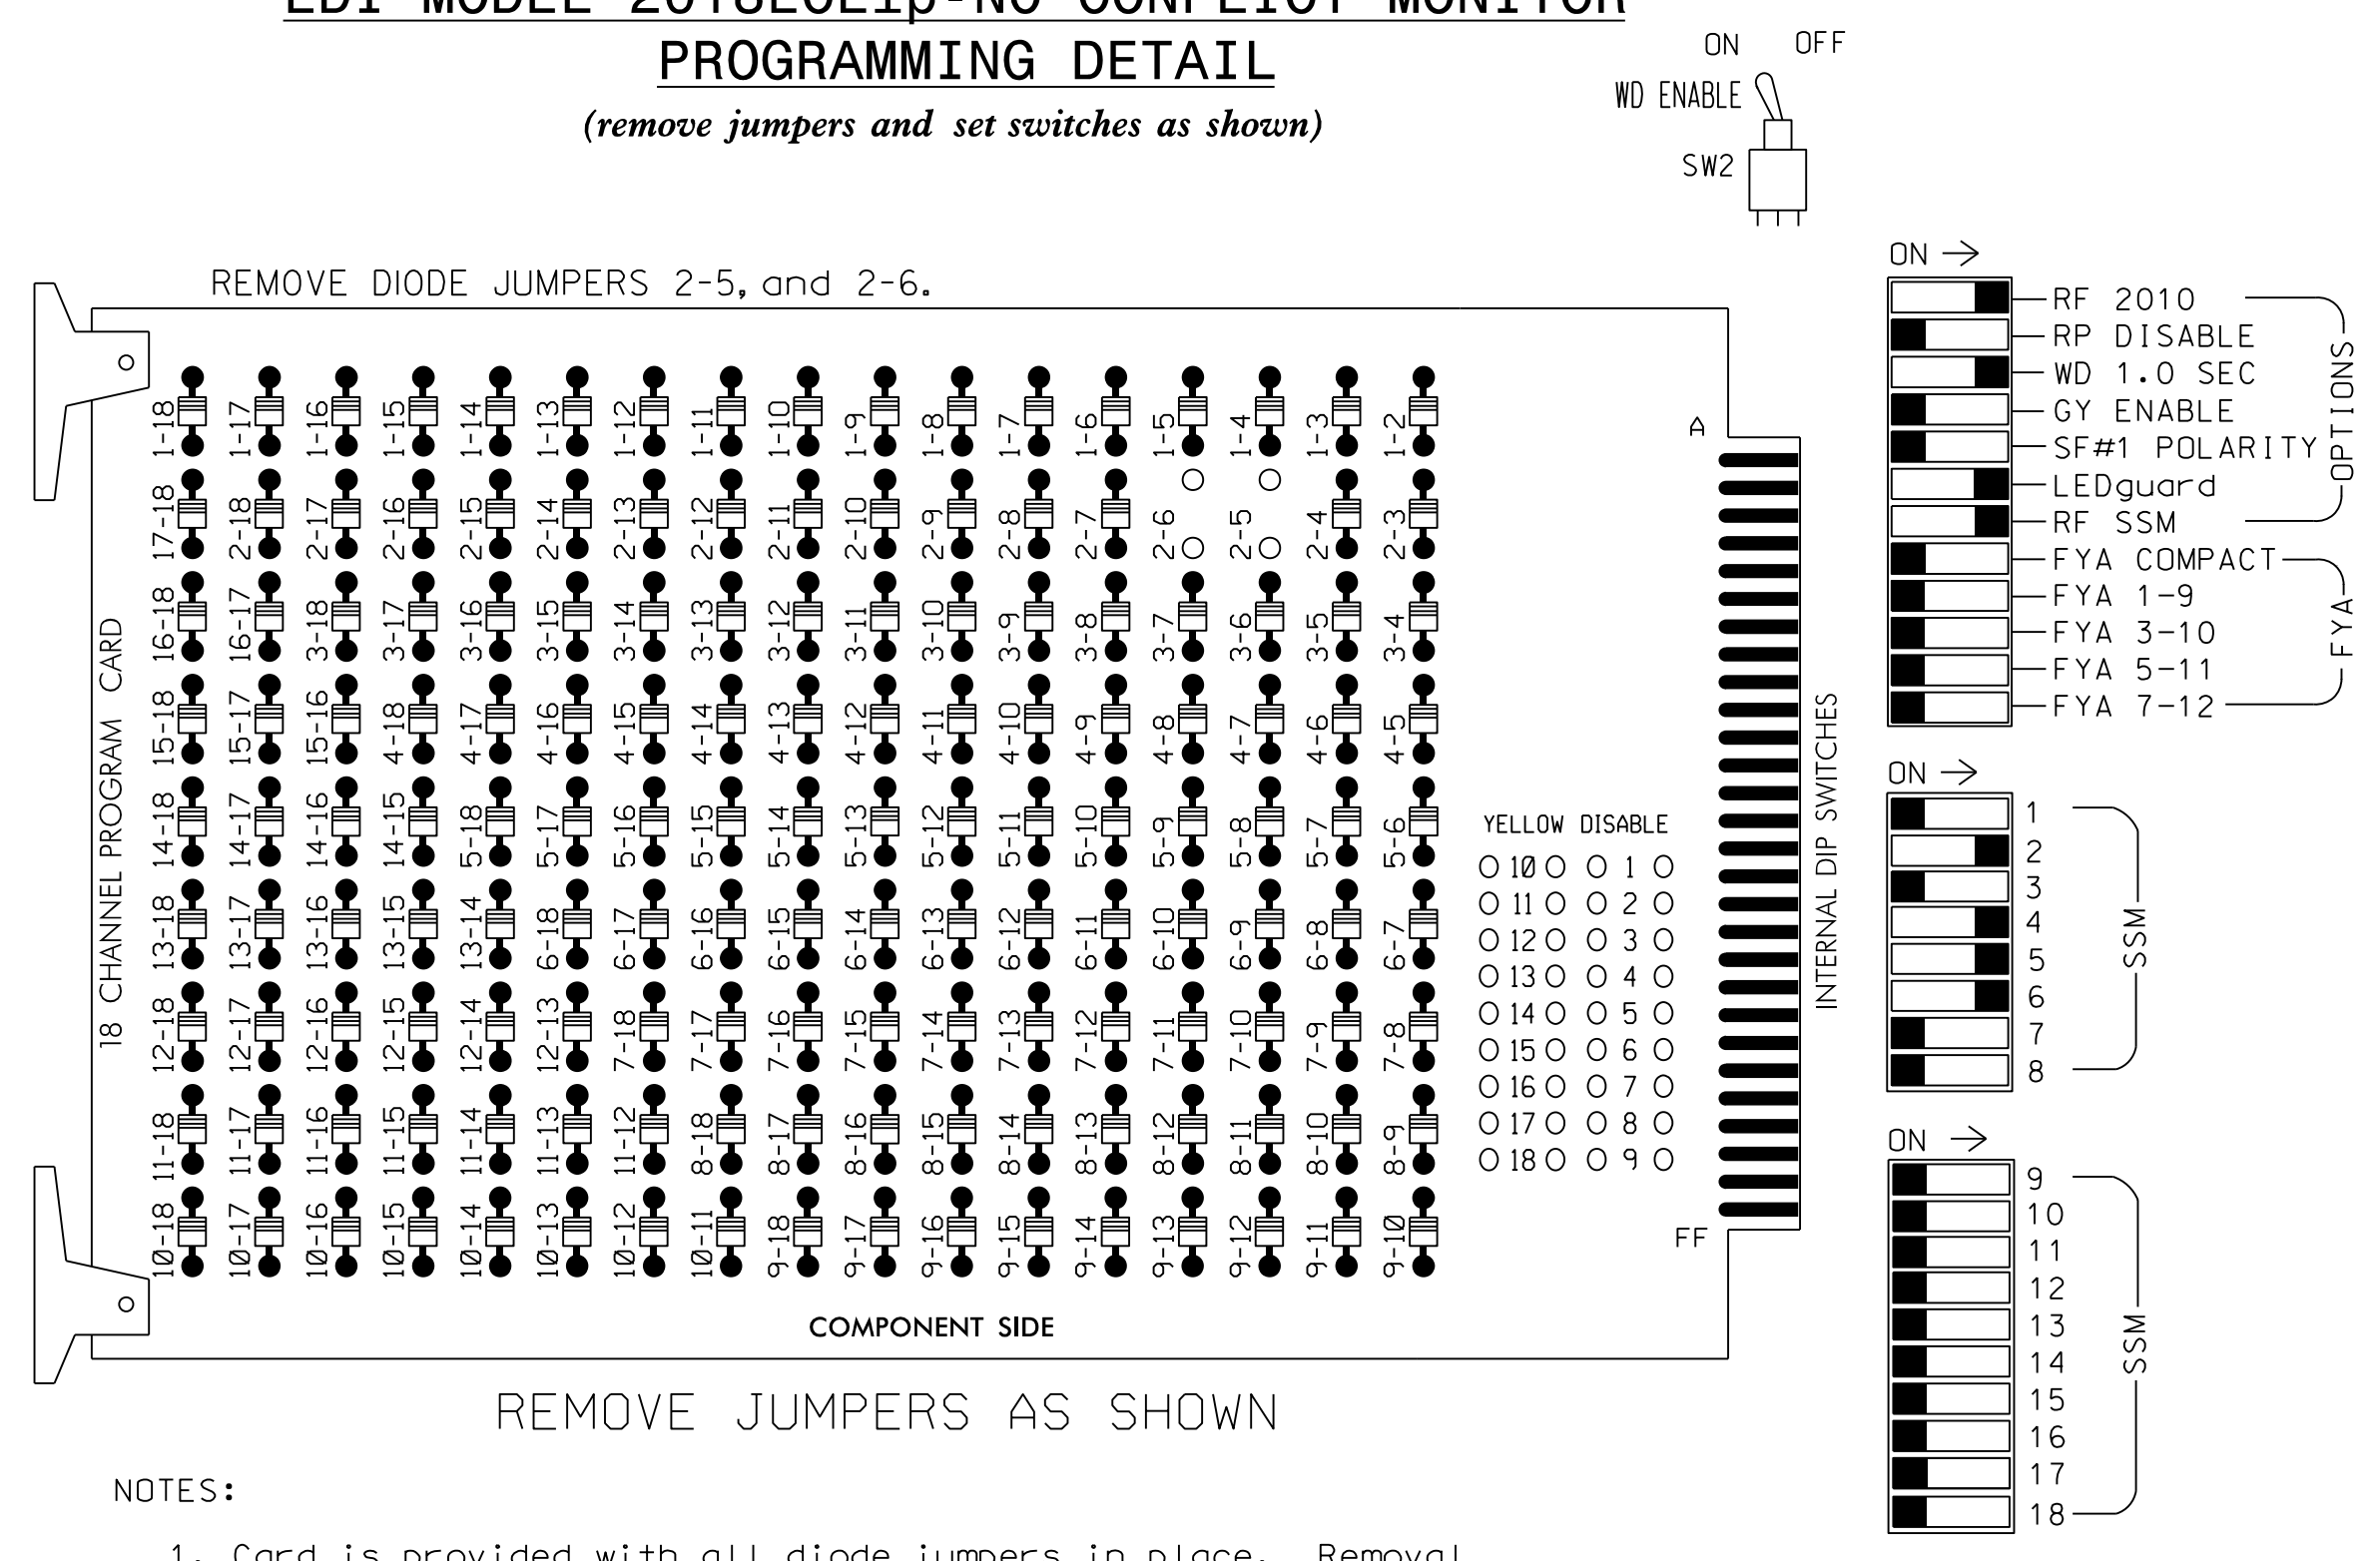 EDI MODEL 2018ECLip-NC CONFLICT MONITOR
PROGRAMMING DETAIL
(remove jumpers and set switches as shown)
ON OFF
WD ENABLE
SW2
REMOVE DIODE JUMPERS 2-5, and 2-6.
18 CHANNEL PROGRAM CARD
1-18 1-17 1-16 1-15 1-14 1-13 1-12 1-11 1-10 1-9 1-8 1-7 1-6 1-5 1-4 1-3 1-2
17-18 2-18 2-17 2-16 2-15 2-14 2-13 2-12 2-11 2-10 2-9 2-8 2-7 2-6 2-5 2-4 2-3
16-18 16-17 3-18 3-17 3-16 3-15 3-14 3-13 3-12 3-11 3-10 3-9 3-8 3-7 3-6 3-5 3-4
15-18 15-17 15-16 4-18 4-17 4-16 4-15 4-14 4-13 4-12 4-11 4-10 4-9 4-8 4-7 4-6 4-5
14-18 14-17 14-16 14-15 5-18 5-17 5-16 5-15 5-14 5-13 5-12 5-11 5-10 5-9 5-8 5-7 5-6
13-18 13-17 13-16 13-15 13-14 6-18 6-17 6-16 6-15 6-14 6-13 6-12 6-11 6-10 6-9 6-8 6-7
12-18 12-17 12-16 12-15 12-14 12-13 7-18 7-17 7-16 7-15 7-14 7-13 7-12 7-11 7-10 7-9 7-8
11-18 11-17 11-16 11-15 11-14 11-13 11-12 8-18 8-17 8-16 8-15 8-14 8-13 8-12 8-11 8-10 8-9
10-18 10-17 10-16 10-15 10-14 10-13 10-12 10-11 9-18 9-17 9-16 9-15 9-14 9-13 9-12 9-11 9-10
COMPONENT SIDE
A
YELLOW DISABLE
10 1
11 2
12 3
13 4
14 5
15 6
16 7
17 8
18 9
FF
INTERNAL DIP SWITCHES
ON
RF 2010
RP DISABLE
WD 1.0 SEC
GY ENABLE
SF#1 POLARITY
LEDguard
RF SSM
OPTIONS
FYA COMPACT
FYA 1-9
FYA 3-10
FYA 5-11
FYA 7-12
FYA
ON
1
2
3
4
5
6
7
8
SSM
ON
9
10
11
12
13
14
15
16
17
18
SSM
REMOVE JUMPERS AS SHOWN
NOTES:
1. Card is provided with all diode jumpers in place. Removal